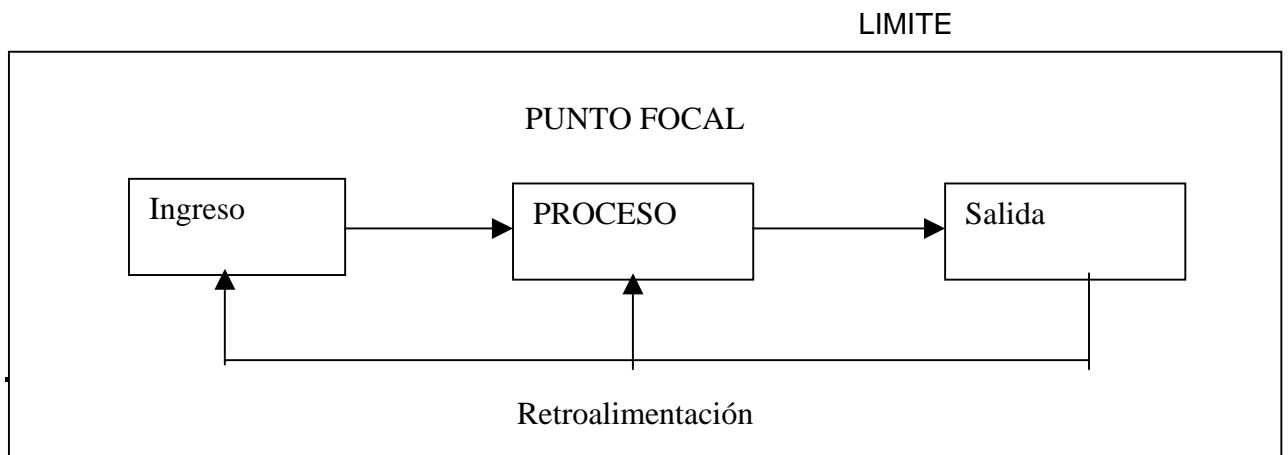 LIMITE
PUNTO FOCAL
Ingreso
PROCESO
Salida
Retroalimentación